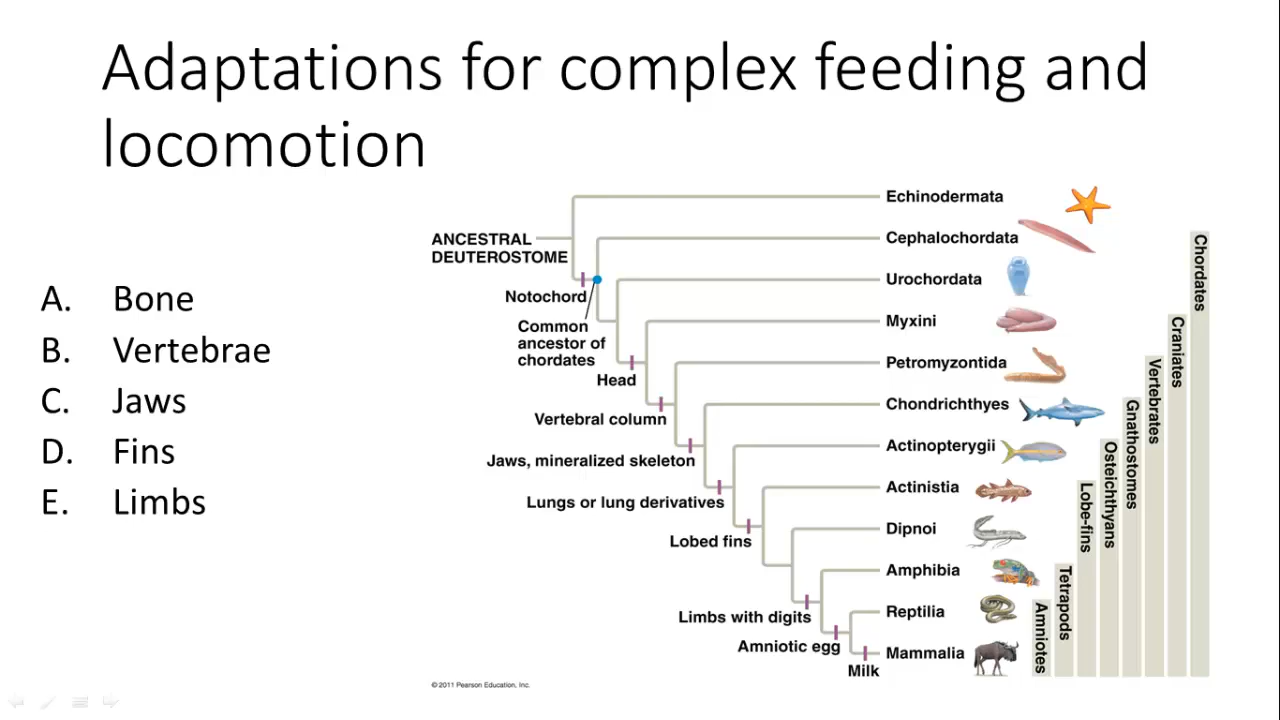 Adaptations for complex feeding and
locomotion
A. Bone
B. Vertebrae
C. Jaws
D. Fins
E. Limbs
ANCESTRAL
DEUTEROSTOME
Notochord
Common
ancestor of
chordates
Head
Vertebral column
Jaws, mineralized skeleton
Lungs or lung derivatives
Lobed fins
Limbs with digits
Amniotic egg
Milk
Echinodermata
Cephalochordata
Urochordata
Myxini
Petromyzontida
Chondrichthyes
Actinopterygii
Actinistia
Dipnoi
Amphibia
Reptilia
Mammalia
Amniotes
Tetrapods
Lobe-fins
Osteichthyans
Gnathostomes
Vertebrates
Craniates
Chordates
© 2011 Pearson Education, Inc.